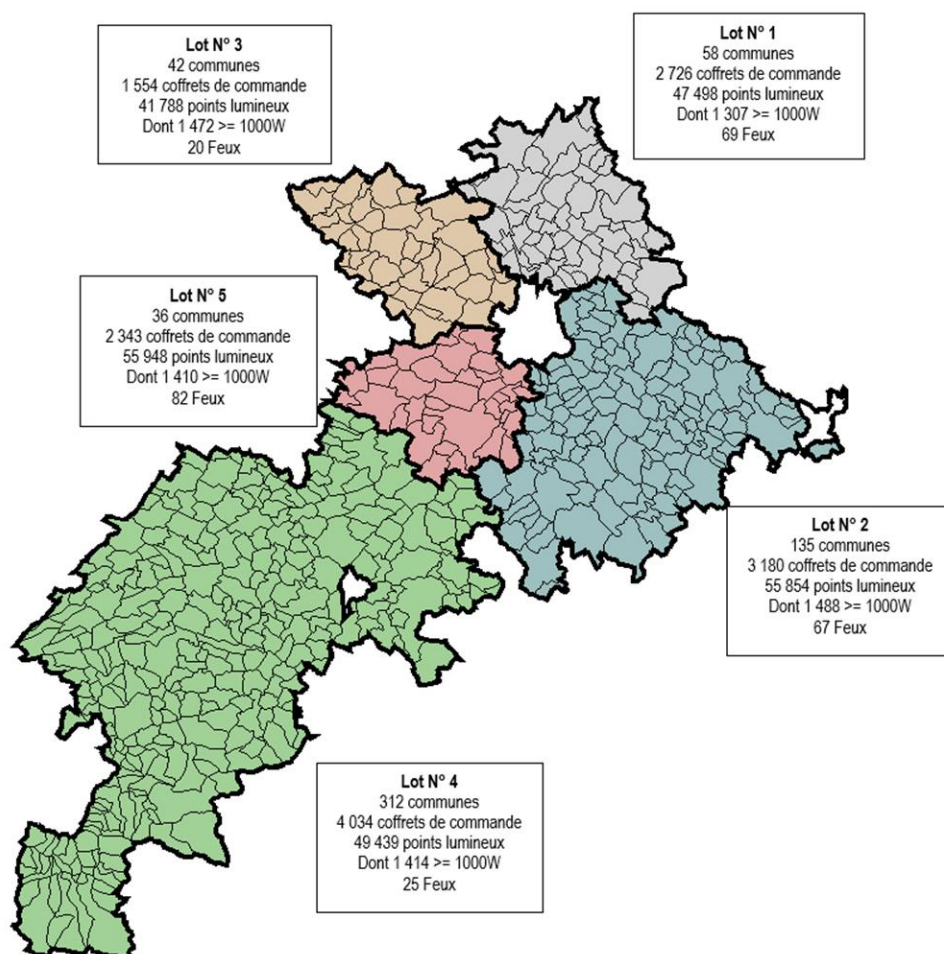 Lot N° 3
42 communes
1 554 coffrets de commande
41 788 points lumineux
Dont 1 472 >= 1000W
20 Feux
Lot N° 1
58 communes
2 726 coffrets de commande
47 498 points lumineux
Dont 1 307 >= 1000W
69 Feux
Lot N° 5
36 communes
2 343 coffrets de commande
55 948 points lumineux
Dont 1 410 >= 1000W
82 Feux
Lot N° 2
135 communes
3 180 coffrets de commande
55 854 points lumineux
Dont 1 488 >= 1000W
67 Feux
Lot N° 4
312 communes
4 034 coffrets de commande
49 439 points lumineux
Dont 1 414 >= 1000W
25 Feux